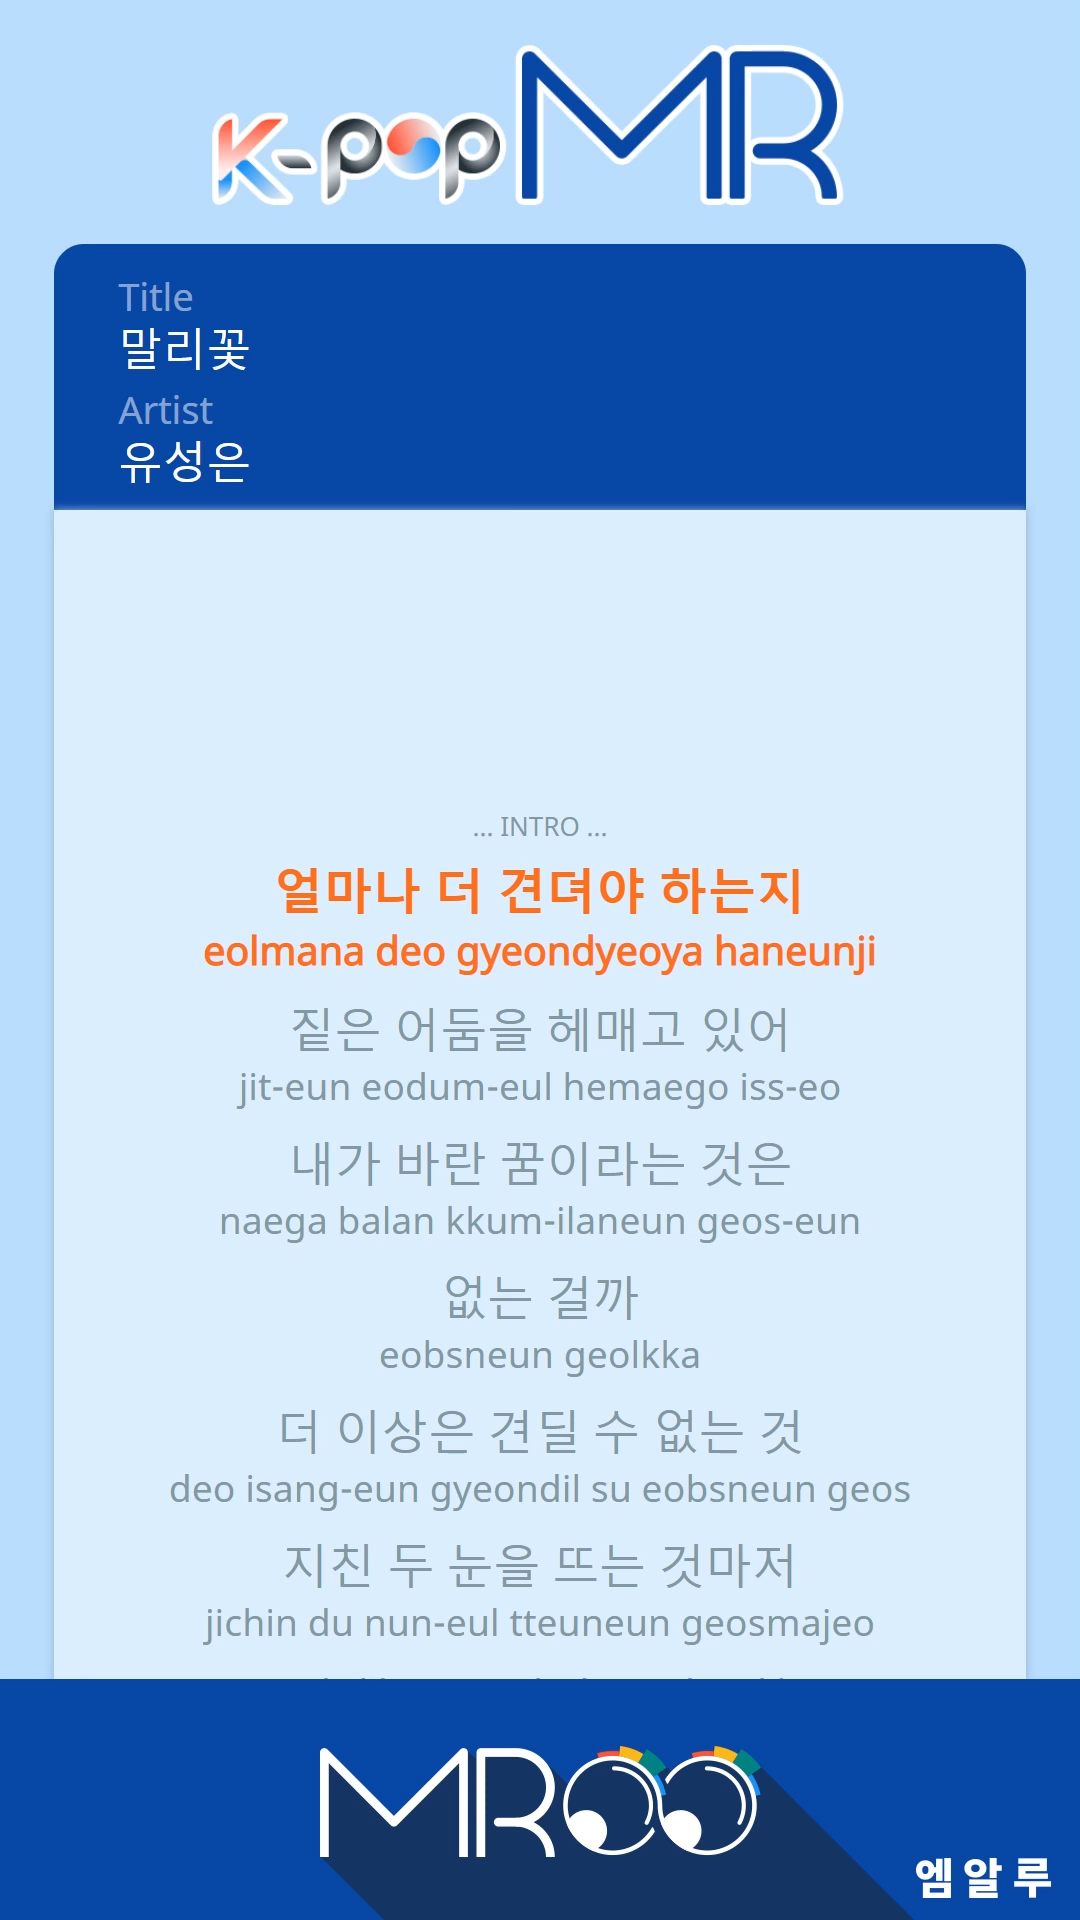 K-pop MR
Title
말리꽃
Artist
유성은
... INTRO ...
얼마나 더 견뎌야 하는지
eolmana deo gyeondyeoya haneunji
짙은 어둠을 헤매고 있어
jit-eun eodum-eul hemaego iss-eo
내가 바란 꿈이라는 것은
naega balan kkum-ilaneun geos-eun
없는 걸까
eobsneun geolkka
더 이상은 견딜 수 없는 것
deo isang-eun gyeondil su eobsneun geos
지친 두 눈을 뜨는 것마저
jichin du nun-eul tteuneun geosmajeo
MROO
엠알루